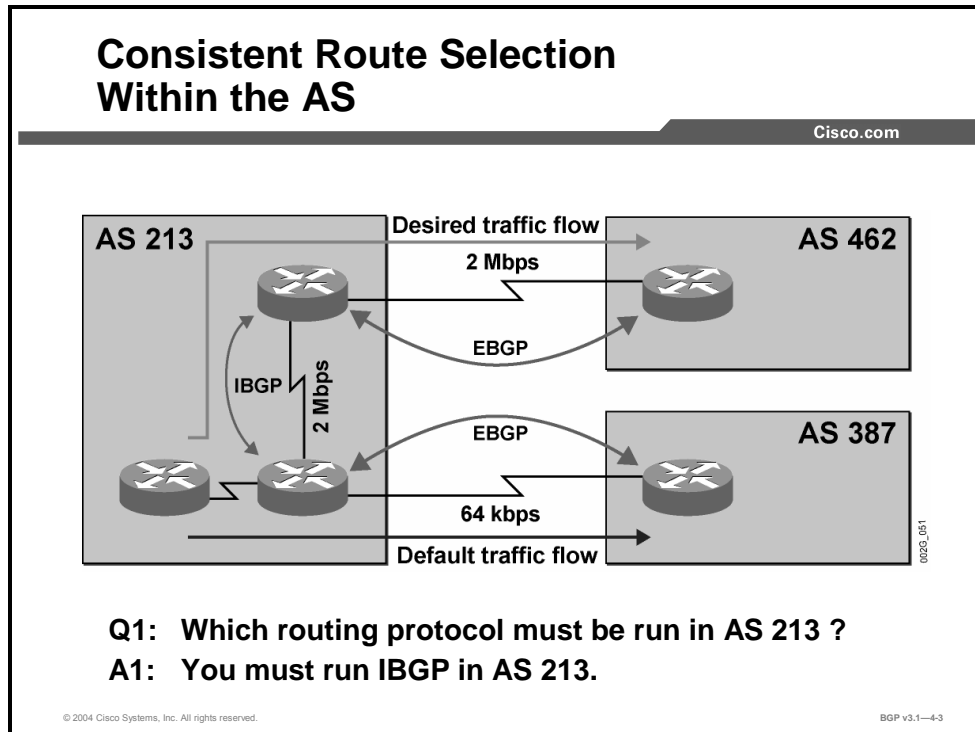 Consistent Route Selection
Within the AS
Cisco.com
AS 213
Desired traffic flow
AS 462
2 Mbps
EBGP
IBGP
2 Mbps
EBGP
AS 387
64 kbps
Default traffic flow
002G_051
Q1: Which routing protocol must be run in AS 213 ?
A1: You must run IBGP in AS 213.
© 2004 Cisco Systems, Inc. All rights reserved.
BGP v3.1—4-3